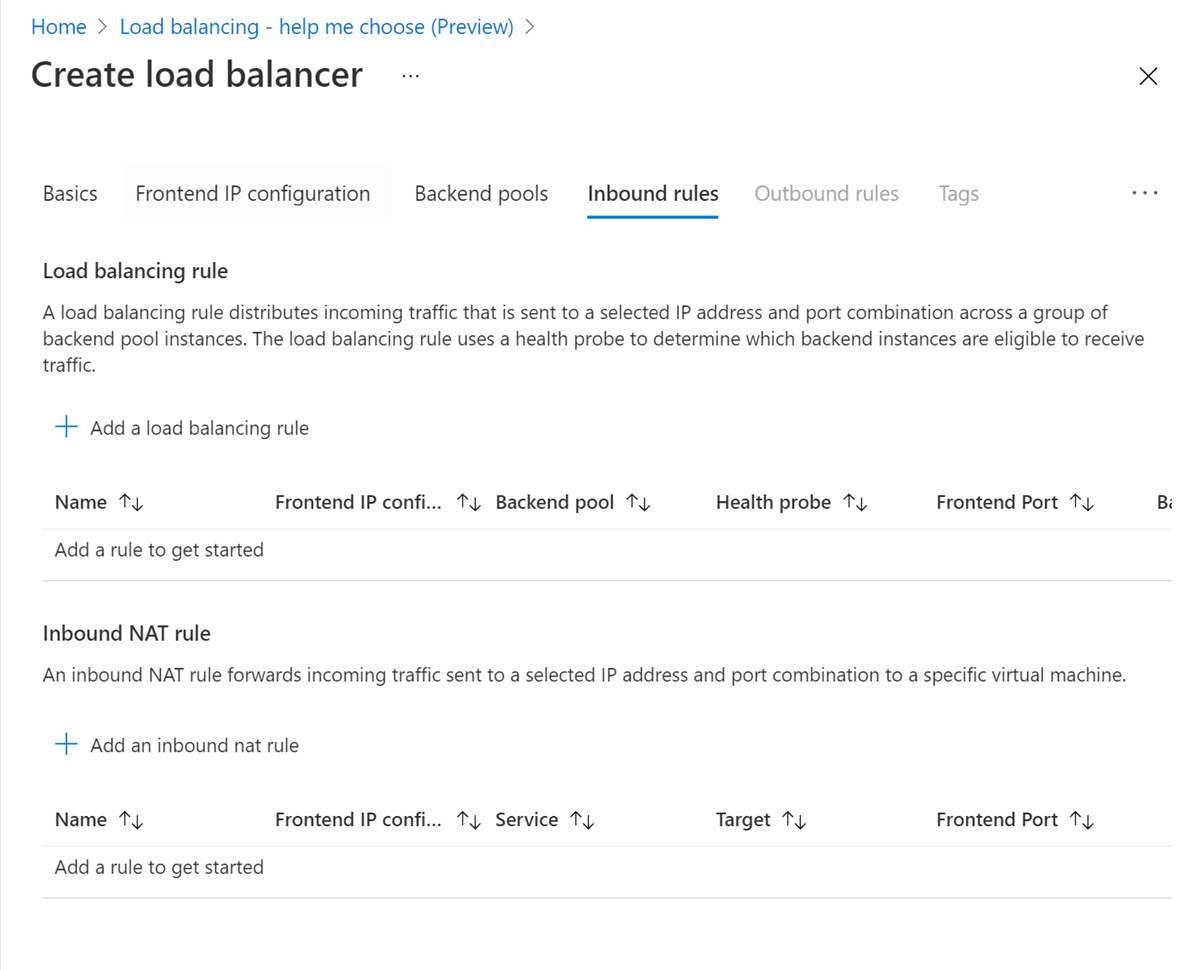 Home > Load balancing - help me choose (Preview) >
Create load balancer ...
Basics Frontend IP configuration Backend pools Inbound rules Outbound rules Tags ...
Load balancing rule
A load balancing rule distributes incoming traffic that is sent to a selected IP address and port combination across a group of
backend pool instances. The load balancing rule uses a health probe to determine which backend instances are eligible to receive
traffic.
+ Add a load balancing rule
Name ↑↓ Frontend IP confi... ↑↓ Backend pool ↑↓ Health probe ↑↓ Frontend Port ↑↓
Add a rule to get started
Inbound NAT rule
An inbound NAT rule forwards incoming traffic sent to a selected IP address and port combination to a specific virtual machine.
+ Add an inbound nat rule
Name ↑↓ Frontend IP confi... ↑↓ Service ↑↓ Target ↑↓ Frontend Port ↑↓
Add a rule to get started